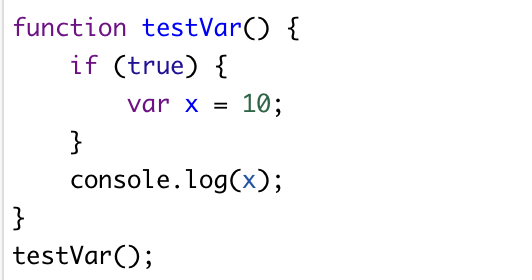 function testVar() {
    if (true) {
        var x = 10;
    }
    console.log(x);
}
testVar();